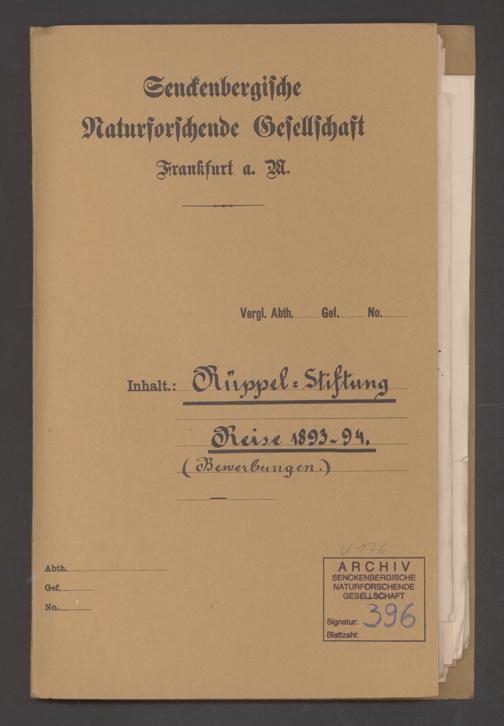 Senckenbergische
Naturforschende Gesellschaft
Frankfurt a. M.
Vergl. Abth. Gef. No.
Inhalt.: Rüppel=Stiftung
Reise 1893-94.
(Bewerbungen.)
Abth.
Gef.
No.
V 176
ARCHIV
SENCKENBERGISCHE
NATURFORSCHENDE
GESELLSCHAFT
Signatur: 396
Blattzahl: